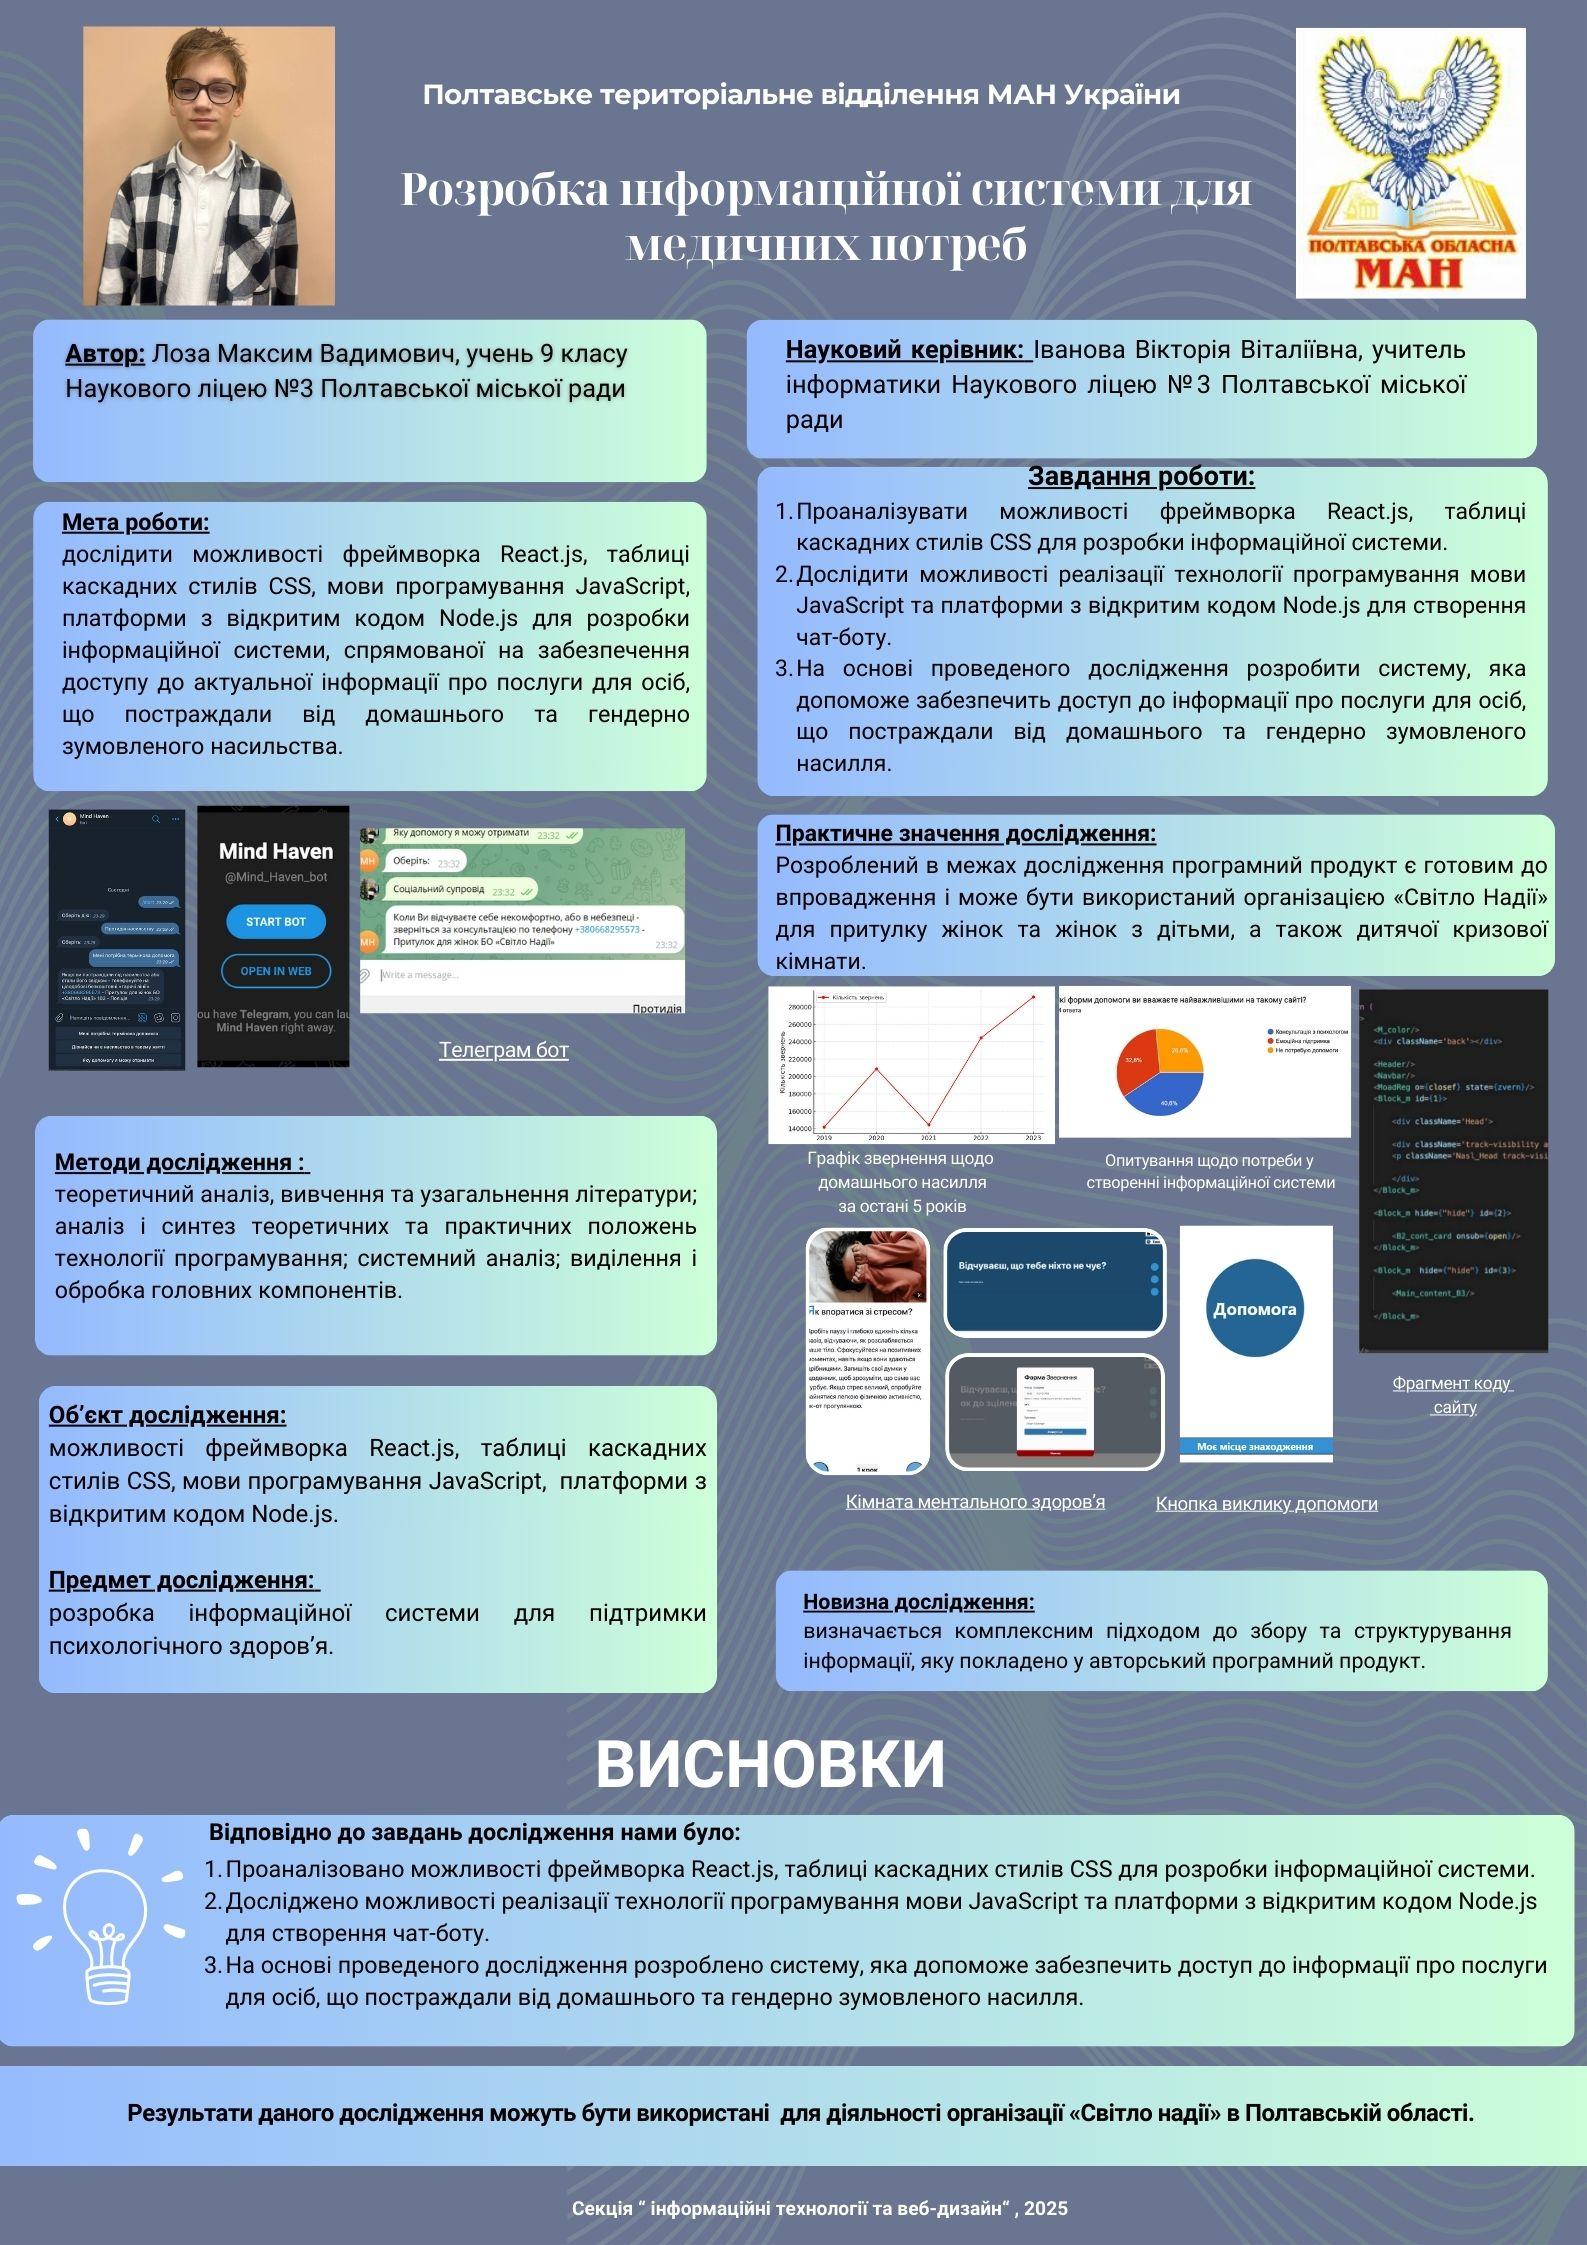 Полтавське територіальне відділення МАН України
Розробка інформаційної системи для
медичних потреб
ПОЛТАВСЬКА ОБЛАСНА
МАН
Автор: Лоза Максим Вадимович, учень 9 класу
Наукового ліцею №3 Полтавської міської ради
Науковий керівник: Іванова Вікторія Віталіївна, учитель
інформатики Наукового ліцею №3 Полтавської міської
ради
Мета роботи:
дослідити можливості фреймворка React.js, таблиці
каскадних стилів CSS, мови програмування JavaScript,
платформи з відкритим кодом Node.js для розробки
інформаційної системи, спрямованої на забезпечення
доступу до актуальної інформації про послуги для осіб,
що постраждали від домашнього та гендерно
зумовленого насильства.
Завдання роботи:
1. Проаналізувати можливості фреймворка React.js, таблиці
каскадних стилів CSS для розробки інформаційної системи.
2. Дослідити можливості реалізації технології програмування мови
JavaScript та платформи з відкритим кодом Node.js для створення
чат-боту.
3. На основі проведеного дослідження розробити систему, яка
допоможе забезпечить доступ до інформації про послуги для осіб,
що постраждали від домашнього та гендерно зумовленого
насилля.
Mind Haven
Сьогодні
Mind Haven
@Mind_Haven_bot
START BOT
OPEN IN WEB
ou have Telegram, you can lau
Mind Haven right away.
Яку допомогу я можу отримати 23:32
МН Оберіть: 23:32
Соціальний супровід 23:32
Коли Ви відчуваєте себе некомфортно, або в небезпеці -
зверніться за консультацією по телефону +380668295573 -
МН Притулок для жінок БО «Світло Надії» 23:32
Write a message...
Протидія
Телеграм бот
Практичне значення дослідження:
Розроблений в межах дослідження програмний продукт є готовим до
впровадження і може бути використаний організацією «Світло Надії»
для притулку жінок та жінок з дітьми, а також дитячої кризової
кімнати.
Кількість звернень
Кількість звернень
280000
260000
240000
220000
200000
180000
160000
140000
2019 2020 2021 2022 2023
Графік звернення щодо
домашнього насилля
за остані 5 років
кі форми допомоги ви вважаєте найважливішими на такому сайті?
ответа
Консультація з психологом
Емоційна підтримка
Не потребую допомоги
32,8%
26,6%
40,6%
Опитування щодо потреби у
створенні інформаційної системи
<M_color/>
<div className='back'></div>
<Header/>
<Navbar/>
<MoadReg o={closef} state={zvern}/>
<Block_m id={1}>
<div className='Head'>
<div className='track-visibility a
<p className='Nasl_Head track-visi
</div>
</Block_m>
<Block_m hide={"hide"} id={2}>
<B2_cont_card onsub={open}/>
</Block_m>
<Block_m hide={"hide"} id={3}>
<Main_content_B3/>
</Block_m>
Фрагмент коду
сайту
Методи дослідження :
теоретичний аналіз, вивчення та узагальнення літератури;
аналіз і синтез теоретичних та практичних положень
технології програмування; системний аналіз; виділення і
обробка головних компонентів.
Як впоратися зі стресом?
1 крок
Відчуваєш, що тебе ніхто не чує?
Форма Звернення
Допомога
Моє місце знаходження
Кімната ментального здоров’я
Кнопка виклику допомоги
Об’єкт дослідження:
можливості фреймворка React.js, таблиці каскадних
стилів CSS, мови програмування JavaScript, платформи з
відкритим кодом Node.js.
Предмет дослідження:
розробка інформаційної системи для підтримки
психологічного здоров’я.
Новизна дослідження:
визначається комплексним підходом до збору та структурування
інформації, яку покладено у авторський програмний продукт.
ВИСНОВКИ
Відповідно до завдань дослідження нами було:
1. Проаналізовано можливості фреймворка React.js, таблиці каскадних стилів CSS для розробки інформаційної системи.
2. Досліджено можливості реалізації технології програмування мови JavaScript та платформи з відкритим кодом Node.js
для створення чат-боту.
3. На основі проведеного дослідження розроблено систему, яка допоможе забезпечить доступ до інформації про послуги
для осіб, що постраждали від домашнього та гендерно зумовленого насилля.
Результати даного дослідження можуть бути використані для діяльності організації «Світло надії» в Полтавській області.
Секція “ інформаційні технології та веб-дизайн“ , 2025